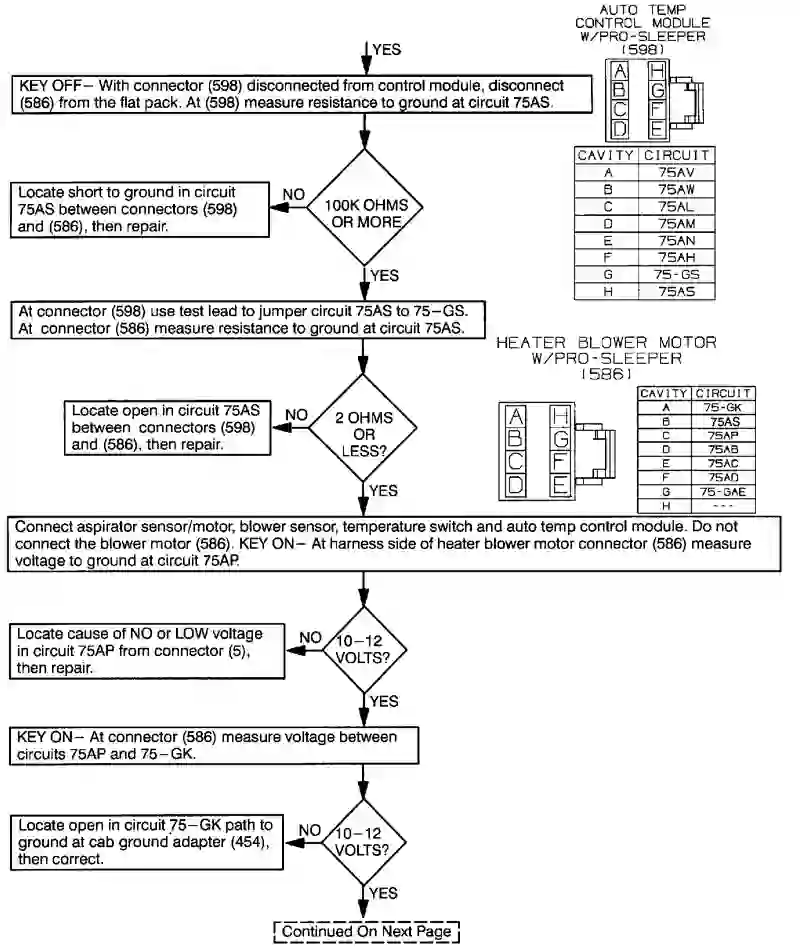 AUTO TEMP
CONTROL MODULE
W/PRO-SLEEPER
(598)
A H
B G
C F
D E
CAVITY CIRCUIT
A 75AV
B 75AW
C 75AL
D 75AM
E 75AN
F 75AH
G 75-GS
H 75AS
YES
KEY OFF— With connector (598) disconnected from control module, disconnect
(586) from the flat pack. At (598) measure resistance to ground at circuit 75AS.
100K OHMS
OR MORE
NO
Locate short to ground in circuit
75AS between connectors (598)
and (586), then repair.
YES
At connector (598) use test lead to jumper circuit 75AS to 75-GS.
At connector (586) measure resistance to ground at circuit 75AS.
HEATER BLOWER MOTOR
W/PRO-SLEEPER
(586)
A H
B G
C F
D E
CAVITY CIRCUIT
A 75-GK
B 75AS
C 75AP
D 75AB
E 75AC
F 75AD
G 75-GAE
H ---
2 OHMS
OR
LESS?
NO
Locate open in circuit 75AS
between connectors (598)
and (586), then repair.
YES
Connect aspirator sensor/motor, blower sensor, temperature switch and auto temp control module. Do not
connect the blower motor (586). KEY ON— At harness side of heater blower motor connector (586) measure
voltage to ground at circuit 75AP.
10—12
VOLTS?
NO
Locate cause of NO or LOW voltage
in circuit 75AP from connector (5),
then repair.
YES
KEY ON— At connector (586) measure voltage between
circuits 75AP and 75—GK.
10—12
VOLTS?
NO
Locate open in circuit 75—GK path to
ground at cab ground adapter (454),
then correct.
YES
Continued On Next Page